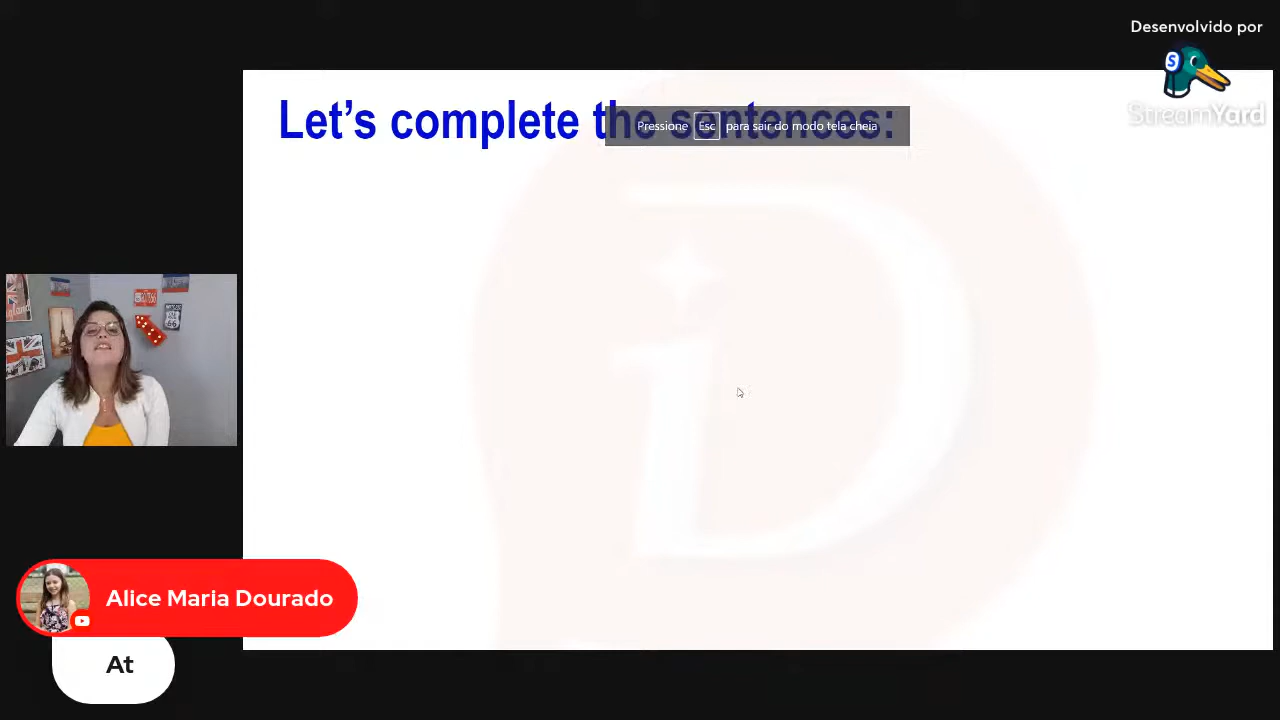 Desenvolvido por
StreamYard
Let's complete the sentences:
Pressione Esc para sair do modo tela cheia
Alice Maria Dourado
At